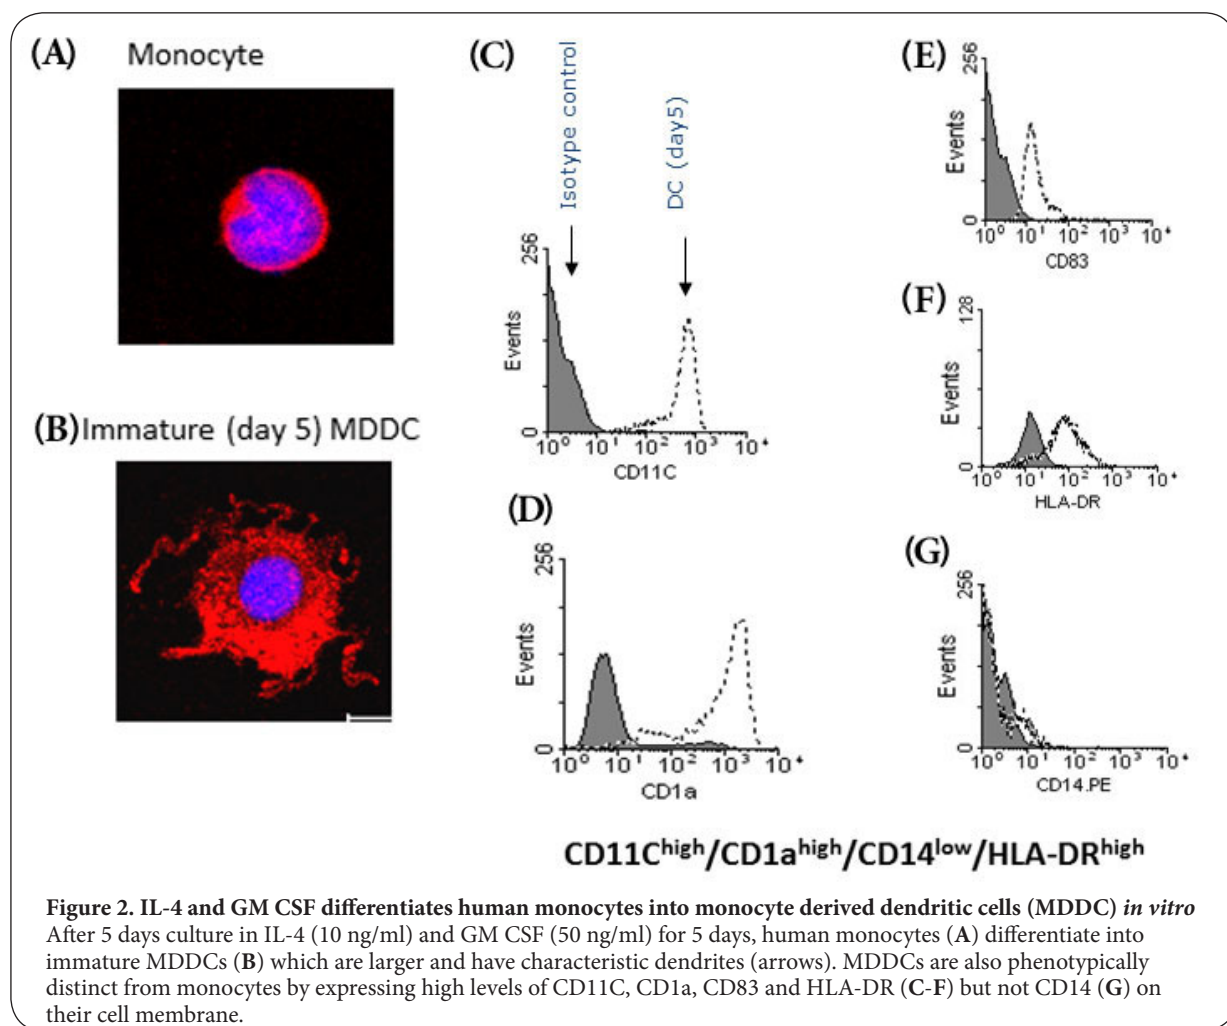 (A) Monocyte
(B) Immature (day 5) MDDC
(C)
Isotype control
DC (day5)
256
Events
0
10⁰ 10¹ 10² 10³ 10⁴
CD11C
(D)
256
Events
0
10⁰ 10¹ 10² 10³ 10⁴
CD1a
(E)
256
Events
0
10⁰ 10¹ 10² 10³ 10⁴
CD83
(F)
128
Events
0
10⁰ 10¹ 10² 10³ 10⁴
HLA-DR
(G)
256
Events
0
10⁰ 10¹ 10² 10³ 10⁴
CD14.PE
CD11C^high/CD1a^high/CD14^low/HLA-DR^high
Figure 2. IL-4 and GM CSF differentiates human monocytes into monocyte derived dendritic cells (MDDC) in vitro
After 5 days culture in IL-4 (10 ng/ml) and GM CSF (50 ng/ml) for 5 days, human monocytes (A) differentiate into
immature MDDCs (B) which are larger and have characteristic dendrites (arrows). MDDCs are also phenotypically
distinct from monocytes by expressing high levels of CD11C, CD1a, CD83 and HLA-DR (C-F) but not CD14 (G) on
their cell membrane.